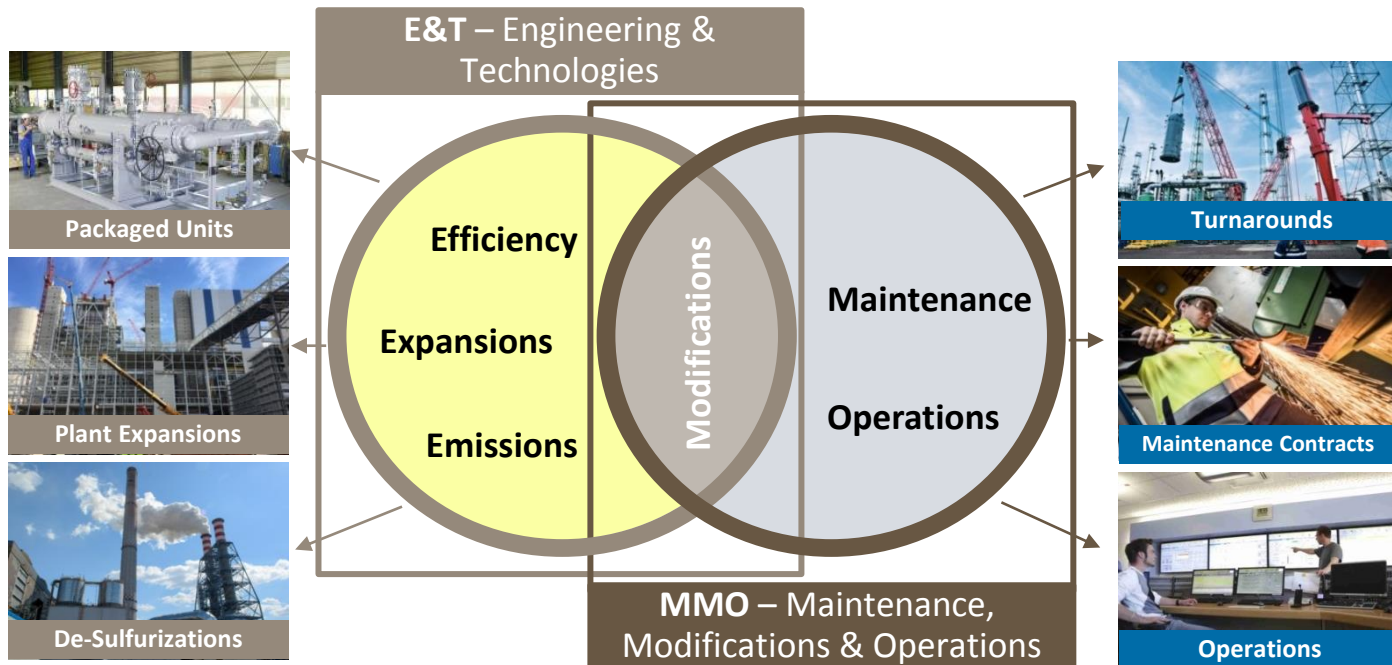 E&T – Engineering &
Technologies
Packaged Units
Plant Expansions
De-Sulfurizations
Efficiency
Expansions
Emissions
Modifications
Maintenance
Operations
Turnarounds
Maintenance Contracts
Operations
MMO – Maintenance,
Modifications & Operations